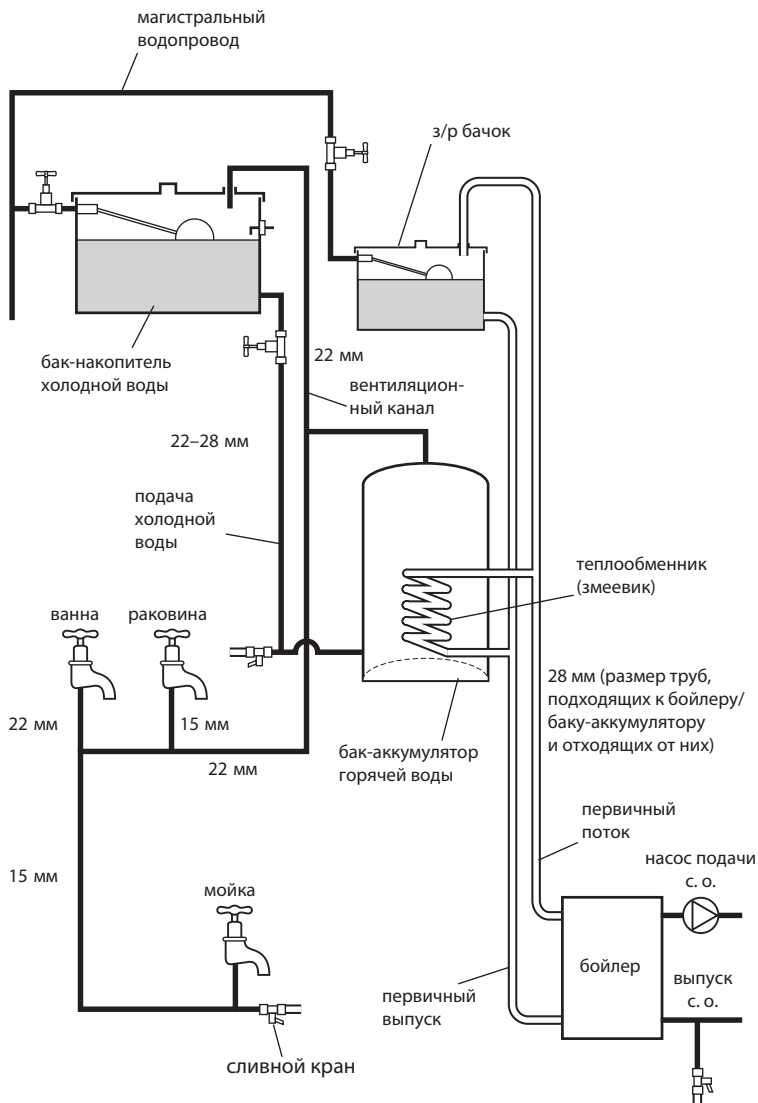 магистральный
водопровод
з/р бачок
бак-накопитель
холодной воды
22 мм
вентиляцион-
ный канал
22–28 мм
подача
холодной
воды
теплообменник
(змеевик)
ванна
раковина
28 мм (размер труб,
подходящих к бойлеру/
баку-аккумулятору
и отходящих от них)
22 мм
15 мм
22 мм
бак-аккумулятор
горячей воды
первичный
поток
15 мм
насос подачи
с. о.
мойка
бойлер
выпуск
с. о.
первичный
выпуск
сливной кран